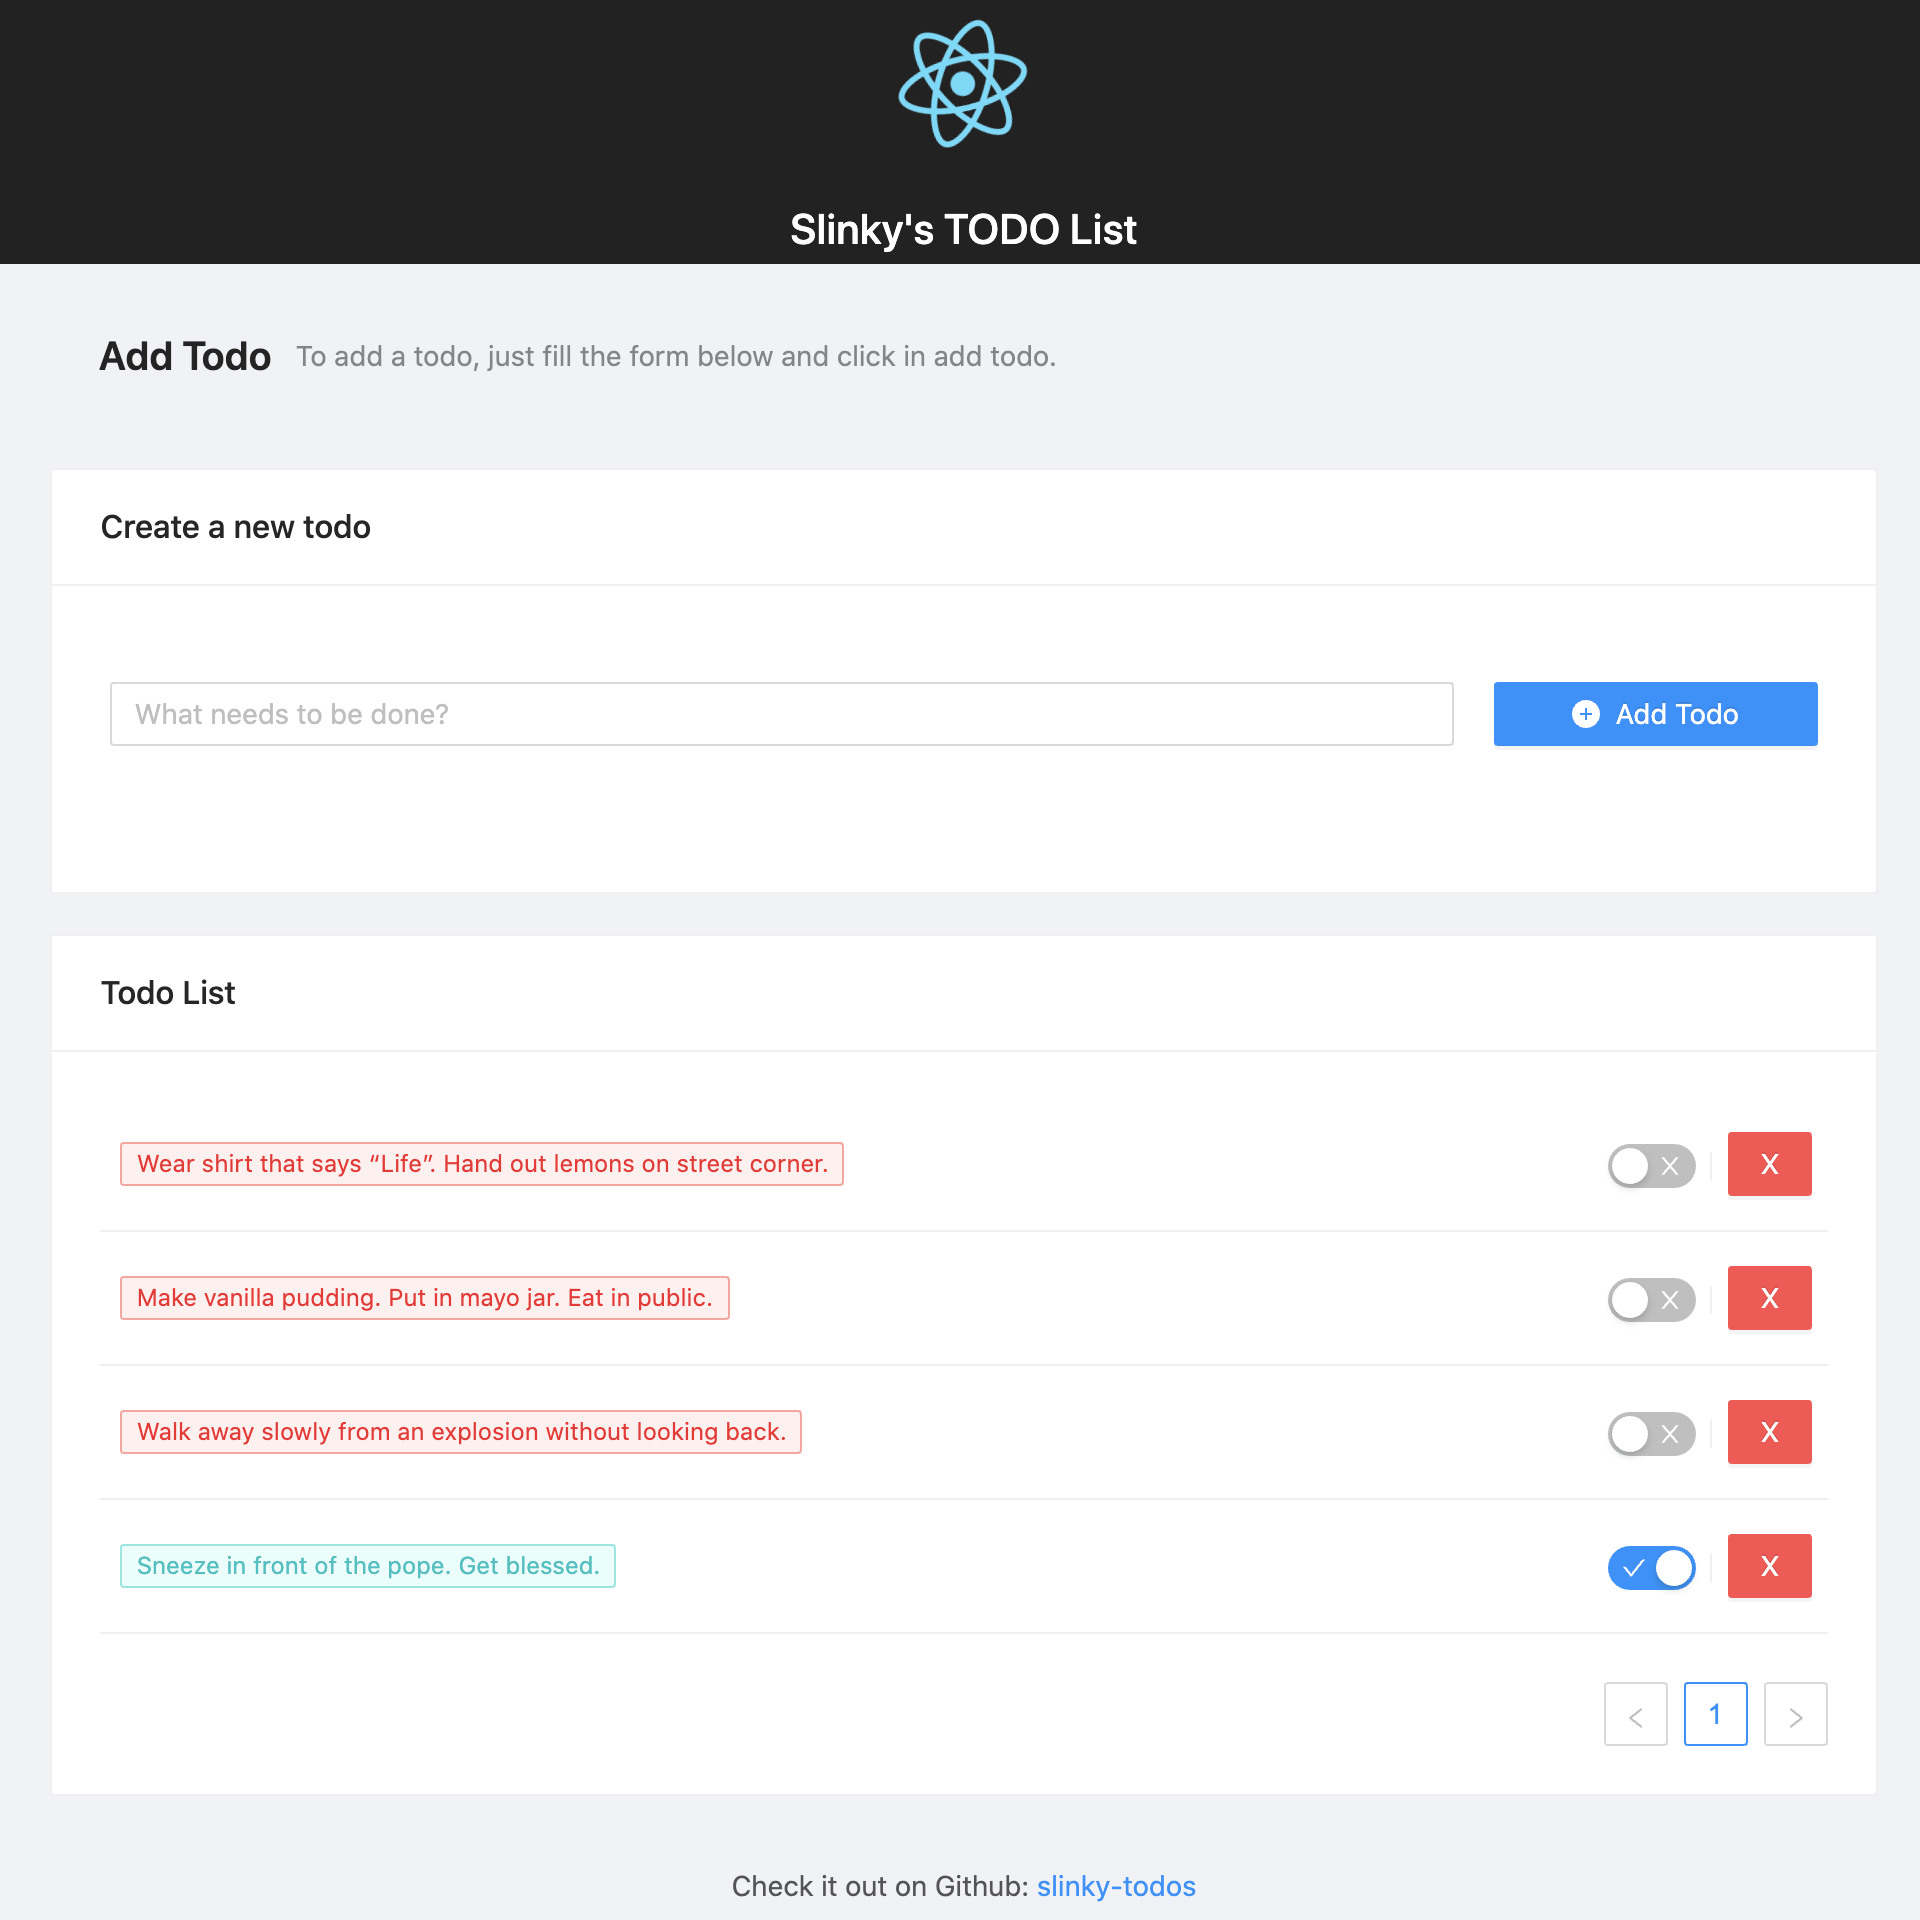 Slinky's TODO List
Add Todo To add a todo, just fill the form below and click in add todo.
Create a new todo
What needs to be done?
Add Todo
Todo List
Wear shirt that says “Life”. Hand out lemons on street corner.
X
Make vanilla pudding. Put in mayo jar. Eat in public.
X
Walk away slowly from an explosion without looking back.
X
Sneeze in front of the pope. Get blessed.
X
< 1 >
Check it out on Github: slinky-todos